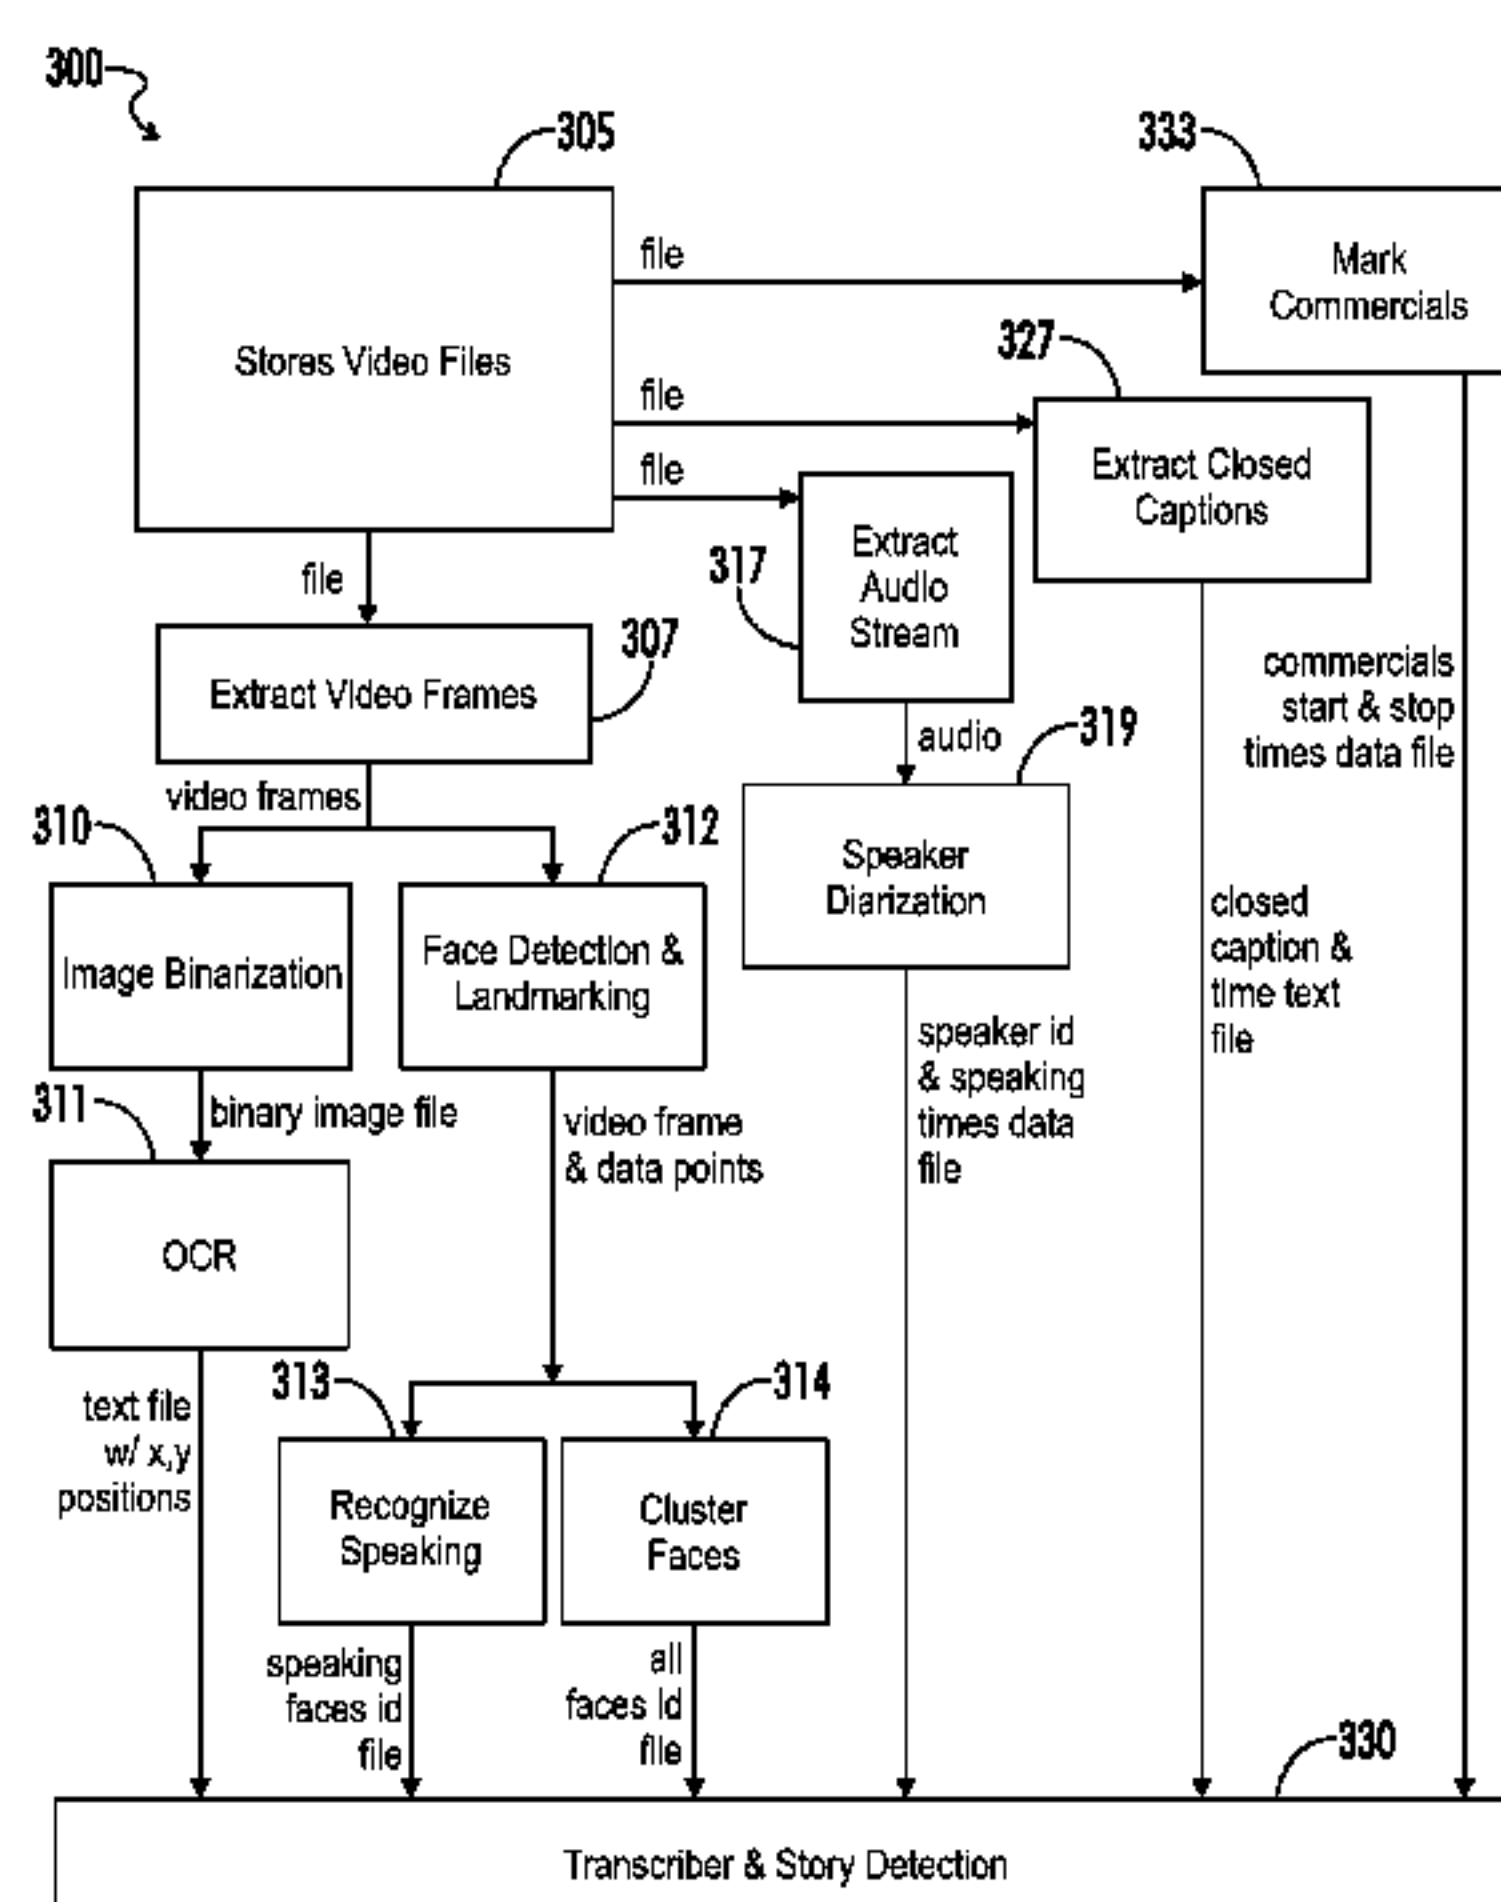 300
305
333
file
Mark
Commercials
327
Stores Video Files
file
Extract Closed
Captions
file
Extract
Audio
Stream
317
file
307
Extract Video Frames
commercials
start & stop
times data file
audio
319
video frames
310
312
Speaker
Diarization
closed
caption &
time text
file
Image Binarization
Face Detection &
Landmarking
speaker id
& speaking
times data
file
311
binary image file
video frame
& data points
OCR
313
314
text file
w/ x,y
positions
Recognize
Speaking
Cluster
Faces
speaking
faces id
file
all
faces id
file
330
Transcriber & Story Detection